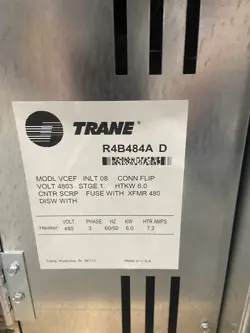 TRANE®
R4B484A D
MODL VCEF INLT 08 CONN FLIP
VOLT 4803 STGE 1 HTKW 6.0
CNTR SCRP FUSE WITH XFMR 480
DISW WITH
VOLT PHASE HZ KW HTR AMPS
Heater: 480 3 60/50 6.0 7.2
Made in U.S.A.